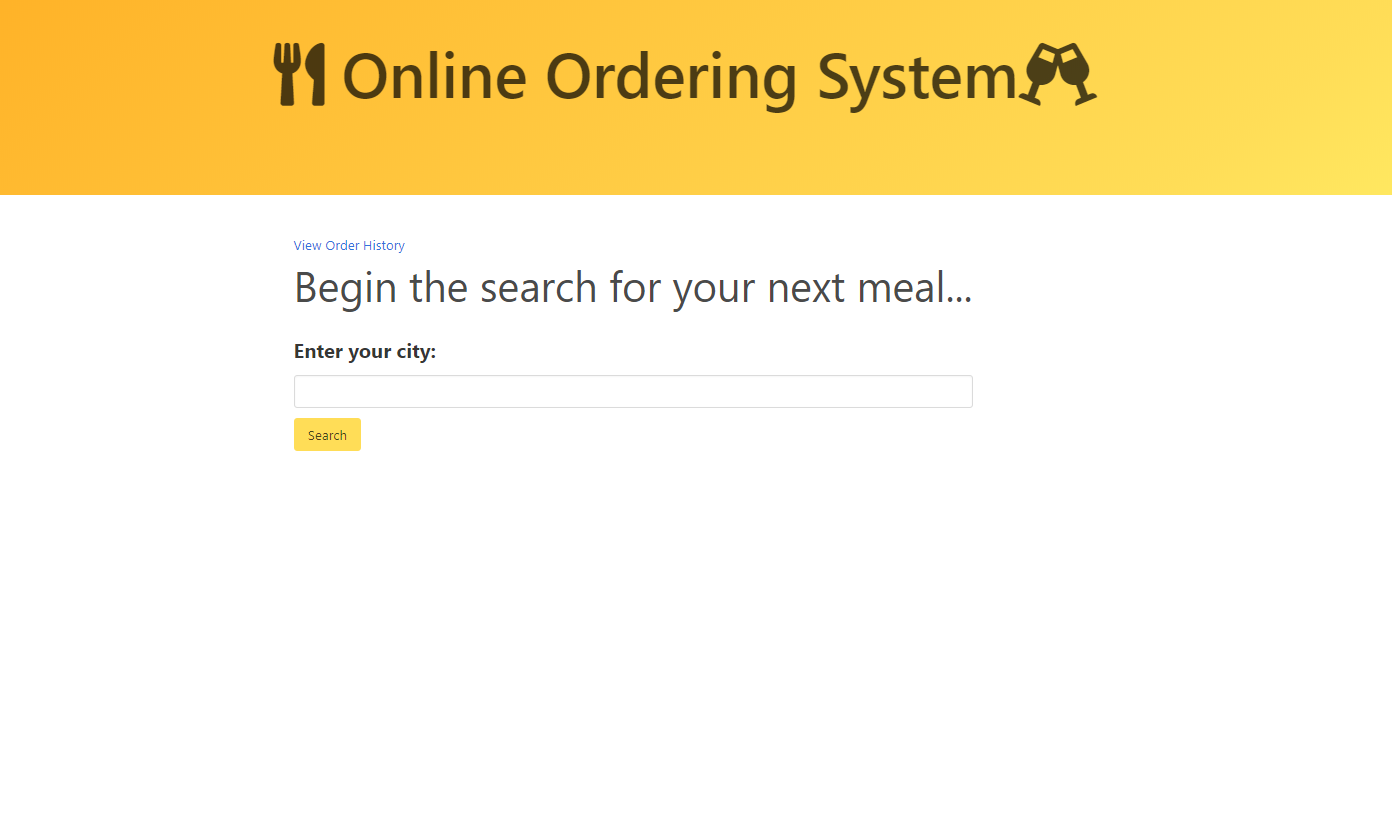 Online Ordering System
View Order History
Begin the search for your next meal...
Enter your city:
Search